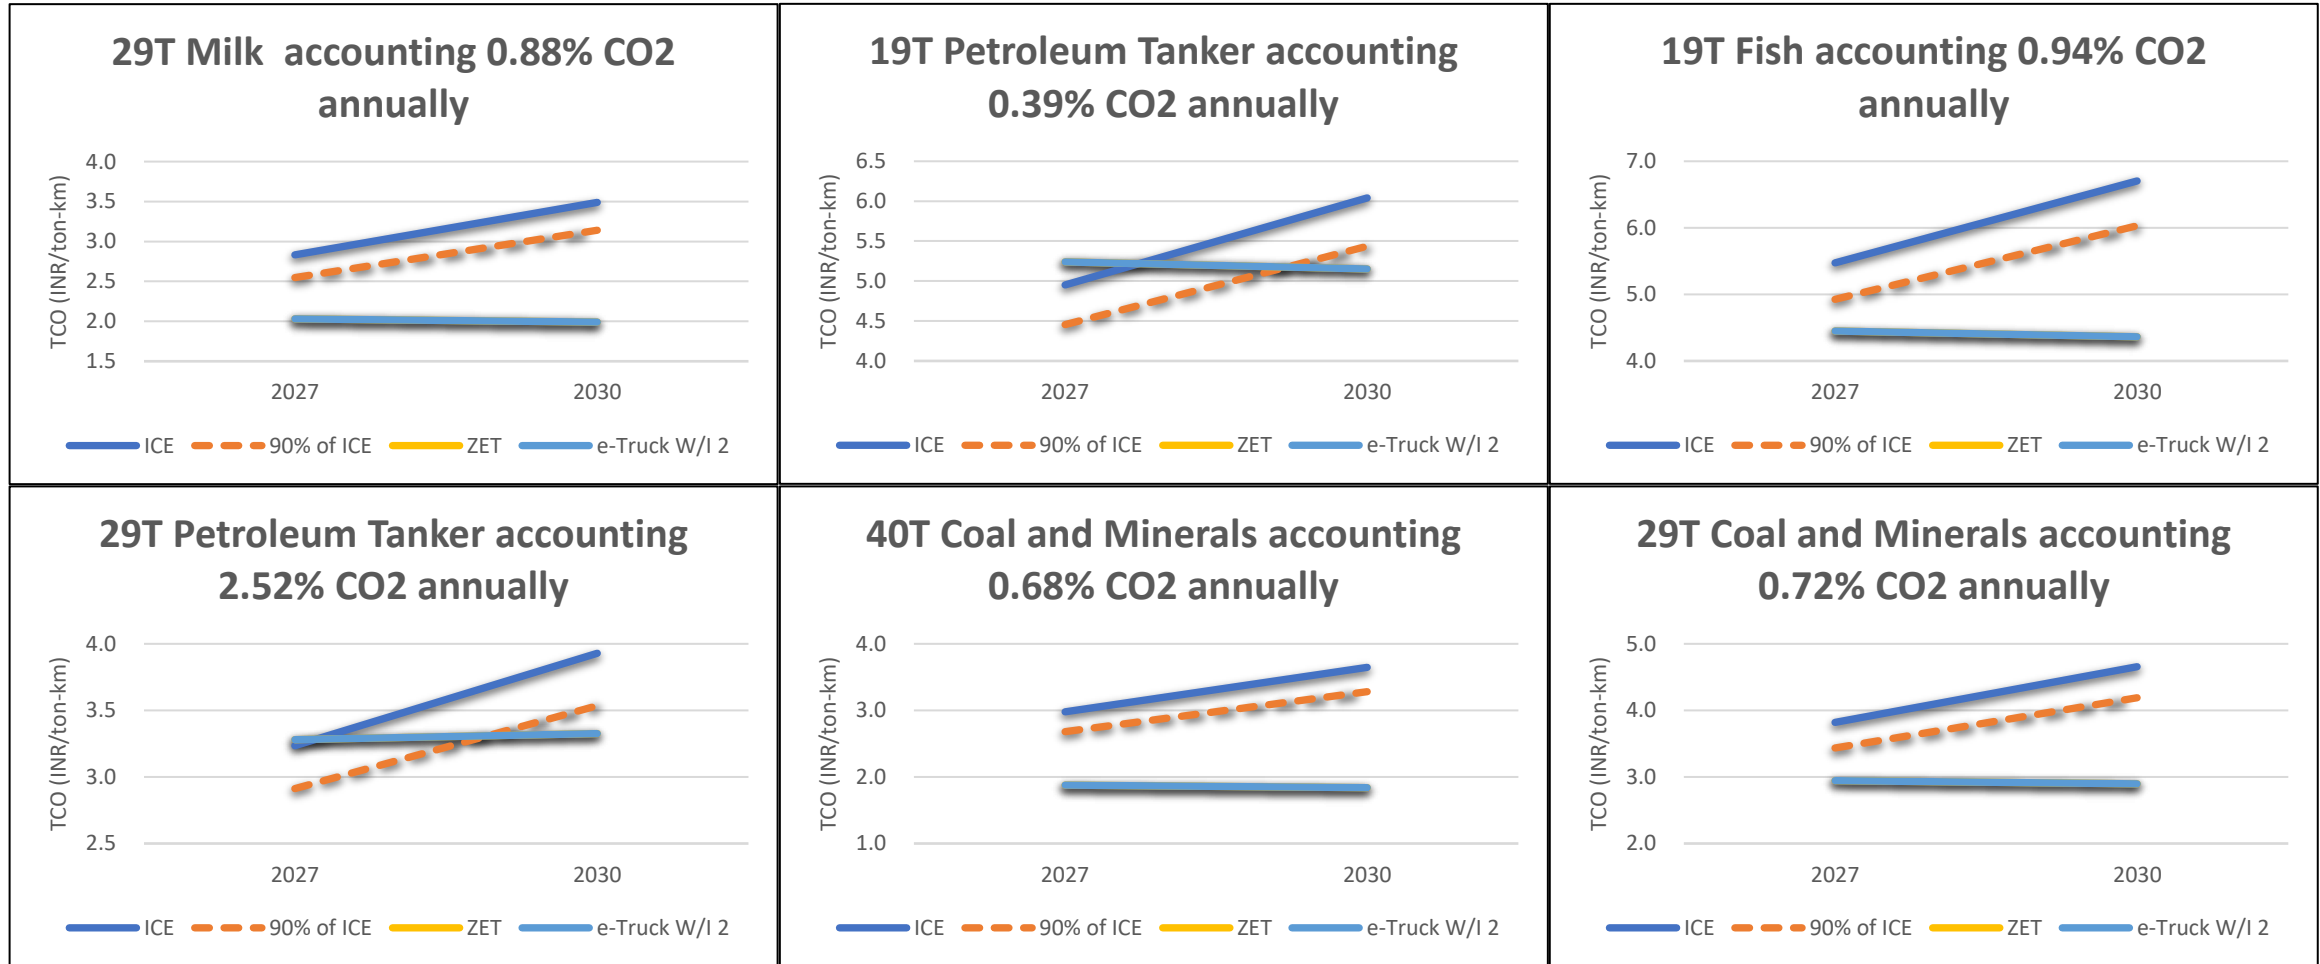 29T Milk  accounting 0.88% CO2
annually
TCO (INR/ton-km)
4.0
3.5
3.0
2.5
2.0
1.5
2027 2030
ICE 90% of ICE ZET e-Truck W/I 2
19T Petroleum Tanker accounting
0.39% CO2 annually
TCO (INR/ton-km)
6.5
6.0
5.5
5.0
4.5
4.0
2027 2030
ICE 90% of ICE ZET e-Truck W/I 2
19T Fish accounting 0.94% CO2
annually
TCO (INR/ton-km)
7.0
6.0
5.0
4.0
2027 2030
ICE 90% of ICE ZET e-Truck W/I 2
29T Petroleum Tanker accounting
2.52% CO2 annually
TCO (INR/ton-km)
4.0
3.5
3.0
2.5
2027 2030
ICE 90% of ICE ZET e-Truck W/I 2
40T Coal and Minerals accounting
0.68% CO2 annually
TCO (INR/ton-km)
4.0
3.0
2.0
1.0
2027 2030
ICE 90% of ICE ZET e-Truck W/I 2
29T Coal and Minerals accounting
0.72% CO2 annually
TCO (INR/ton-km)
5.0
4.0
3.0
2.0
2027 2030
ICE 90% of ICE ZET e-Truck W/I 2